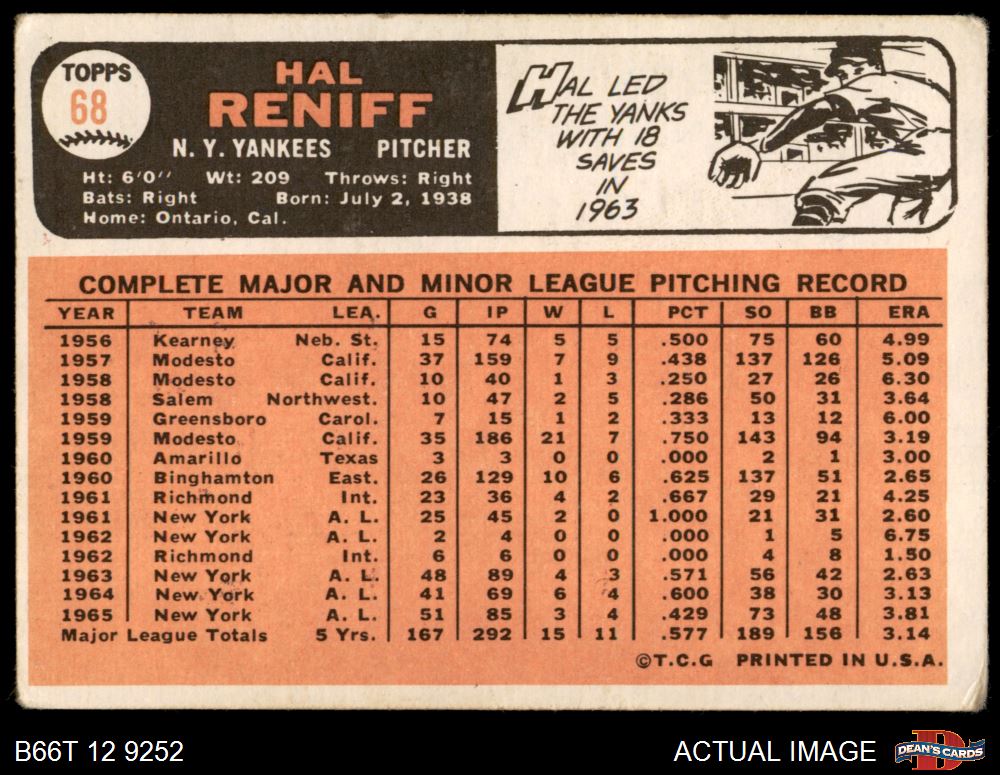 TOPPS
68
HAL
RENIFF
N. Y. YANKEES PITCHER
Ht: 6'0" Wt: 209 Throws: Right
Bats: Right Born: July 2, 1938
Home: Ontario, Cal.
HAL LED
THE YANKS
WITH 18
SAVES
IN
1963
COMPLETE MAJOR AND MINOR LEAGUE PITCHING RECORD
YEAR TEAM LEA. G IP W L PCT SO BB ERA
1956 Kearney Neb. St. 15 74 5 5 .500 75 60 4.99
1957 Modesto Calif. 37 159 7 9 .438 137 126 5.09
1958 Modesto Calif. 10 40 1 3 .250 27 26 6.30
1958 Salem Northwest. 10 47 2 5 .286 50 31 3.64
1959 Greensboro Carol. 7 15 1 2 .333 13 12 6.00
1959 Modesto Calif. 35 186 21 7 .750 143 94 3.19
1960 Amarillo Texas 3 3 0 0 .000 2 1 3.00
1960 Binghamton East. 26 129 10 6 .625 137 51 2.65
1961 Richmond Int. 23 36 4 2 .667 29 21 4.25
1961 New York A. L. 25 45 2 0 1.000 21 31 2.60
1962 New York A. L. 2 4 0 0 .000 1 5 6.75
1962 Richmond Int. 6 6 0 0 .000 4 8 1.50
1963 New York A. L. 48 89 4 3 .571 56 42 2.63
1964 New York A. L. 41 69 6 4 .600 38 30 3.13
1965 New York A. L. 51 85 3 4 .429 73 48 3.81
Major League Totals 5 Yrs. 167 292 15 11 .577 189 156 3.14
©T.C.G PRINTED IN U.S.A.
B66T 12 9252
ACTUAL IMAGE
DEAN'S CARDS